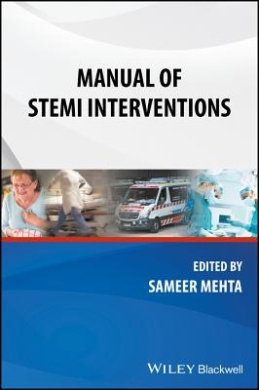 MANUAL OF
STEMI INTERVENTIONS
EDITED BY
SAMEER MEHTA
WILEY Blackwell